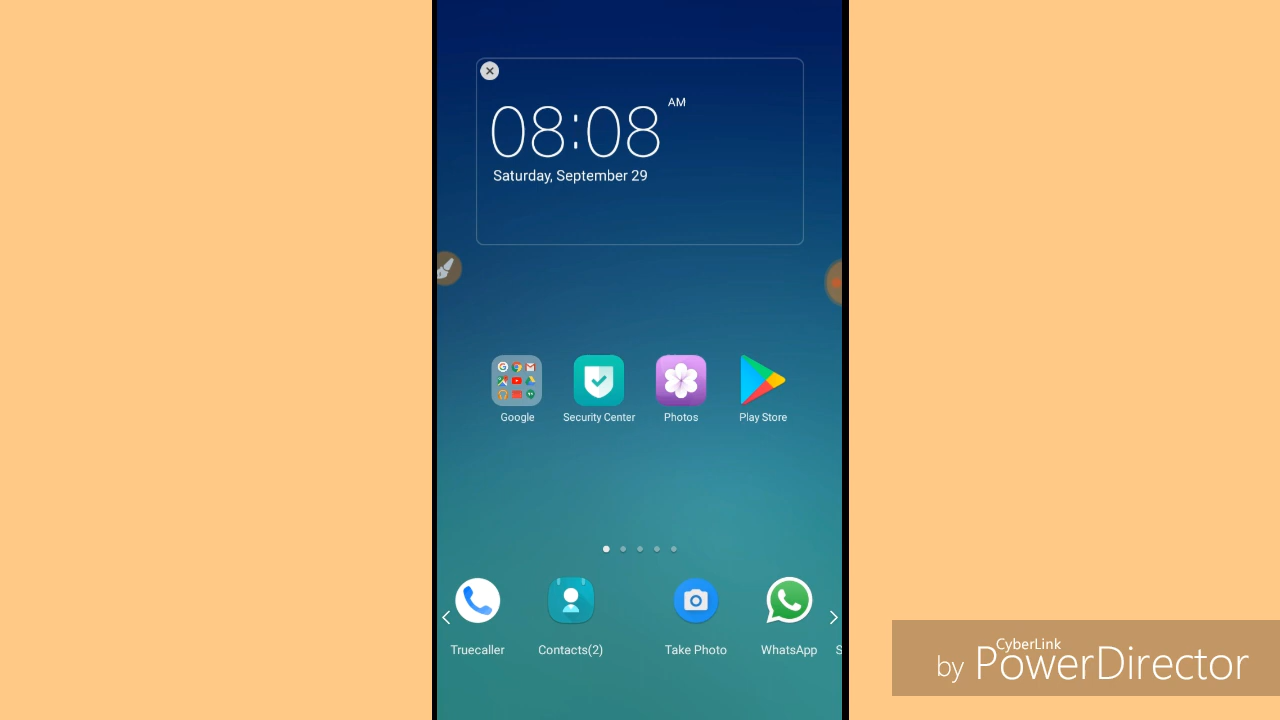 AM
08:08
Saturday, September 29
Google
Security Center
Photos
Play Store
Truecaller
Contacts(2)
Take Photo
WhatsApp
S
CyberLink
by PowerDirector